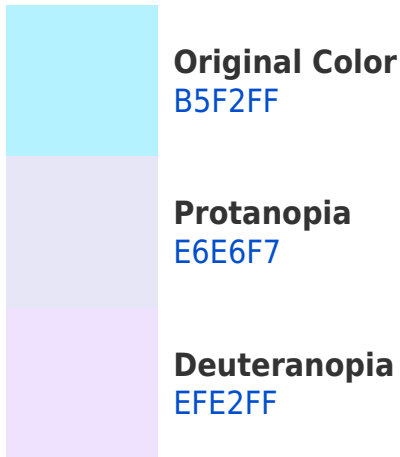 Original Color
B5F2FF
Protanopia
E6E6F7
Deuteranopia
EFE2FF